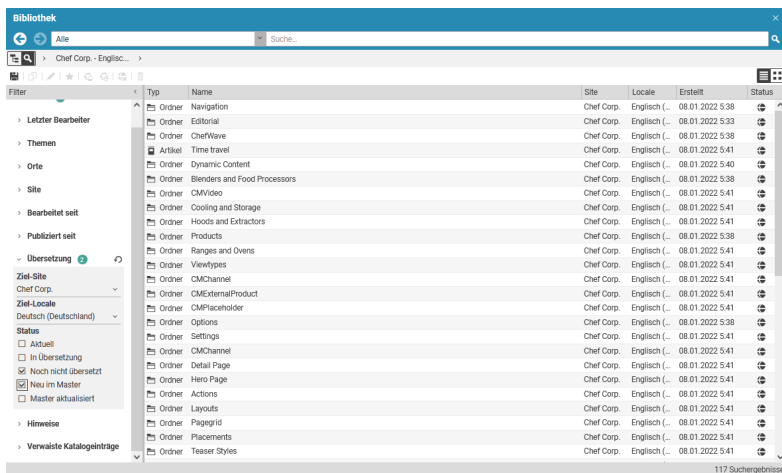 Bibliothek
Alle
Suche...
Chef Corp. - Englisc...
Filter
Typ Name Site Locale Erstellt Status
Letzter Bearbeiter
Themen
Orte
Site
Bearbeitet seit
Publiziert seit
Übersetzung 2
Ziel-Site
Chef Corp.
Ziel-Locale
Deutsch (Deutschland)
Status
Aktuell
In Übersetzung
Noch nicht übersetzt
Neu im Master
Master aktualisiert
Hinweise
Verwaiste Katalogeinträge
Ordner Navigation Chef Corp. Englisch (... 08.01.2022 5:38
Ordner Editorial Chef Corp. Englisch (... 08.01.2022 5:33
Ordner ChefWave Chef Corp. Englisch (... 08.01.2022 5:38
Artikel Time travel Chef Corp. Englisch (... 08.01.2022 5:41
Ordner Dynamic Content Chef Corp. Englisch (... 08.01.2022 5:40
Ordner Blenders and Food Processors Chef Corp. Englisch (... 08.01.2022 5:38
Ordner CMVideo Chef Corp. Englisch (... 08.01.2022 5:41
Ordner Cooling and Storage Chef Corp. Englisch (... 08.01.2022 5:41
Ordner Hoods and Extractors Chef Corp. Englisch (... 08.01.2022 5:41
Ordner Products Chef Corp. Englisch (... 08.01.2022 5:38
Ordner Ranges and Ovens Chef Corp. Englisch (... 08.01.2022 5:41
Ordner Viewtypes Chef Corp. Englisch (... 08.01.2022 5:41
Ordner CMChannel Chef Corp. Englisch (... 08.01.2022 5:41
Ordner CMExternalProduct Chef Corp. Englisch (... 08.01.2022 5:41
Ordner CMPlaceholder Chef Corp. Englisch (... 08.01.2022 5:41
Ordner Options Chef Corp. Englisch (... 08.01.2022 5:38
Ordner Settings Chef Corp. Englisch (... 08.01.2022 5:41
Ordner CMChannel Chef Corp. Englisch (... 08.01.2022 5:41
Ordner Detail Page Chef Corp. Englisch (... 08.01.2022 5:41
Ordner Hero Page Chef Corp. Englisch (... 08.01.2022 5:41
Ordner Actions Chef Corp. Englisch (... 08.01.2022 5:41
Ordner Layouts Chef Corp. Englisch (... 08.01.2022 5:41
Ordner Pagegrid Chef Corp. Englisch (... 08.01.2022 5:41
Ordner Placements Chef Corp. Englisch (... 08.01.2022 5:41
Ordner Teaser Styles Chef Corp. Englisch (... 08.01.2022 5:41
117 Suchergebnisse